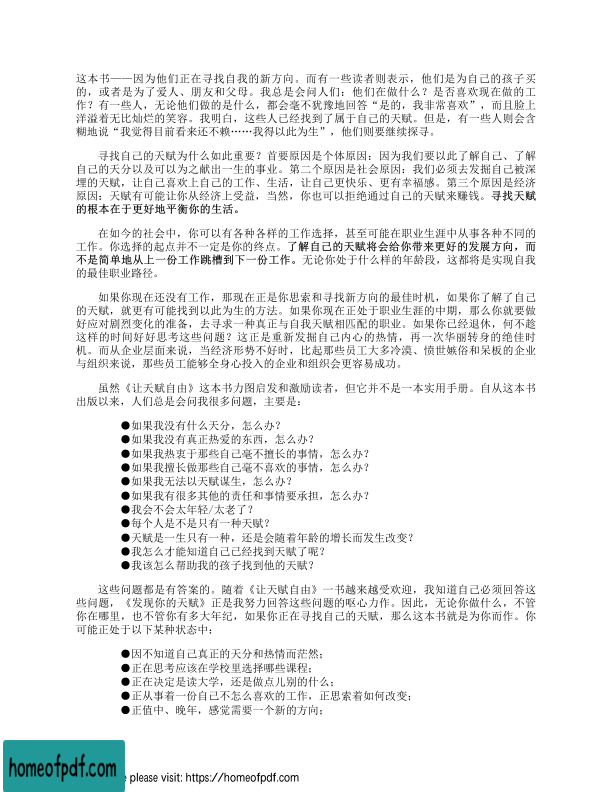 这本书——因为他们正在寻找自我的新方向。而有一些读者则表示，他们是为自己的孩子买
的，或者是为了爱人、朋友和父母。我总是会问人们：他们在做什么？是否喜欢现在做的工
作？有一些人，无论他们做的是什么，都会毫不犹豫地回答“是的，我非常喜欢”，而且脸上
洋溢着无比灿烂的笑容。我明白，这些人已经找到了属于自己的天赋。但是，有一些人则会含
糊地说“我觉得目前看来还不赖……我得以此为生”，他们则要继续探寻。
寻找自己的天赋为什么如此重要？首要原因是个体原因：因为我们要以此了解自己、了解
自己的天分以及可以为之献出一生的事业。第二个原因是社会原因：我们必须去发掘自己被深
埋的天赋，让自己喜欢上自己的工作、生活，让自己更快乐、更有幸福感。第三个原因是经济
原因：天赋有可能让你从经济上受益，当然，你也可以拒绝通过自己的天赋来赚钱。寻找天赋
的根本在于更好地平衡你的生活。
在如今的社会中，你可以有各种各样的工作选择，甚至可能在职业生涯中从事各种不同的
工作。你选择的起点并不一定是你的终点。了解自己的天赋将会给你带来更好的发展方向，而
不是简单地从上一份工作跳槽到下一份工作。无论你处于什么样的年龄段，这都将是实现自我
的最佳职业路径。
如果你现在还没有工作，那现在正是你思索和寻找新方向的最佳时机，如果你了解了自己
的天赋，就更有可能找到以此为生的方法。如果你现在正处于职业生涯的中期，那么你就要做
好应对剧烈变化的准备，去寻求一种真正与自我天赋相匹配的职业。如果你已经退休，何不趁
这样的时间好好思考这些问题？这正是重新发掘自己内心的热情，再一次华丽转身的绝佳时
机。而从企业层面来说，当经济形势不好时，比起那些员工大多冷漠、愤世嫉俗和呆板的企业
与组织来说，那些员工能够全身心投入的企业和组织会更容易成功。
虽然《让天赋自由》这本书力图启发和激励读者，但它并不是一本实用手册。自从这本书
出版以来，人们总是会问我很多问题，主要是：
●如果我没有什么天分，怎么办？
●如果我没有真正热爱的东西，怎么办？
●如果我热衷于那些自己毫不擅长的事情，怎么办？
●如果我擅长做那些自己毫不喜欢的事情，怎么办？
●如果我无法以天赋谋生，怎么办？
●如果我有很多其他的责任和事情要承担，怎么办？
●我会不会太年轻/太老了？
●每个人是不是只有一种天赋？
●天赋是一生只有一种，还是会随着年龄的增长而发生改变？
●我怎么才能知道自己已经找到天赋了呢？
●我该怎么帮助我的孩子找到他的天赋？
这些问题都是有答案的。随着《让天赋自由》一书越来越受欢迎，我知道自己必须回答这
些问题，《发现你的天赋》正是我努力回答这些问题的呕心力作。因此，无论你做什么，不管
你在哪里，也不管你有多大年纪，如果你正在寻找自己的天赋，那么这本书就是为你而作。你
可能正处于以下某种状态中：
●因不知道自己真正的天分和热情而茫然；
●正在思考应该在学校里选择哪些课程；
●正在决定是读大学，还是做点儿别的什么；
●正从事着一份自己不怎么喜欢的工作，正思索着如何改变；
●正值中、晚年，感觉需要一个新的方向；
homeofpdf.com
please visit: https://homeofpdf.com